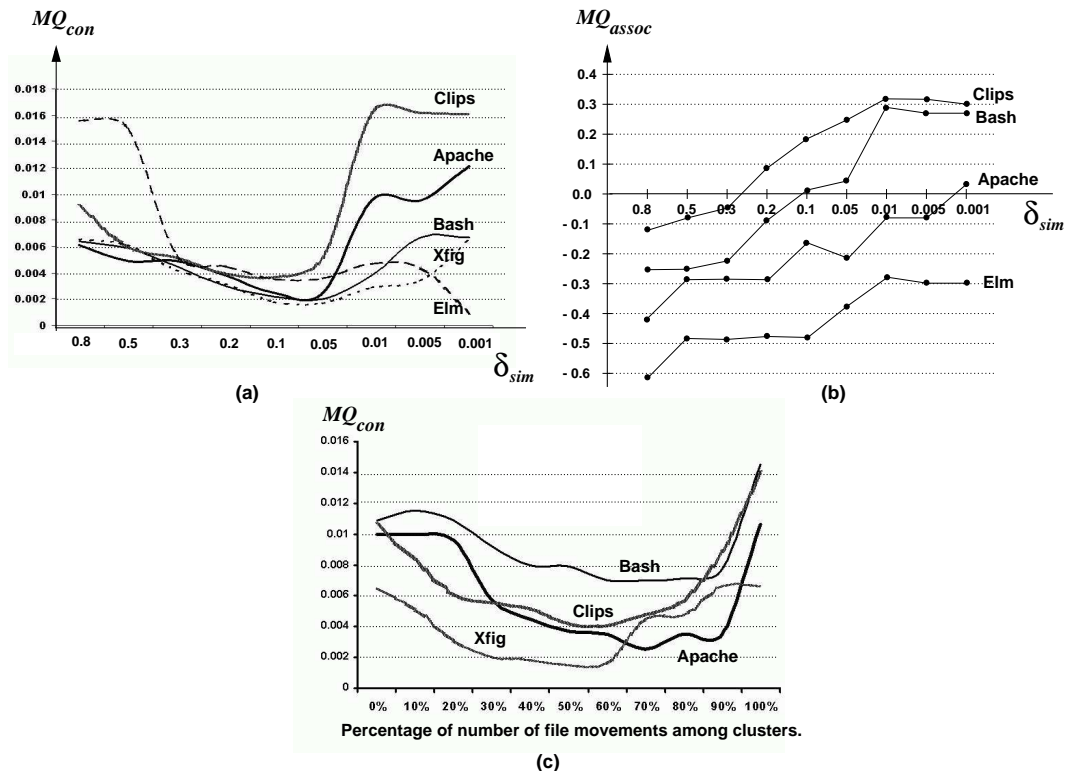 MQcon
0.018
0.016
0.014
0.012
0.010
0.008
0.006
0.004
0.002
0
Clips
Apache
Bash
Xfig
Elm
0.8 0.5 0.3 0.2 0.1 0.05 0.01 0.005 0.001
δsim
(a)
MQassoc
0.4
0.3
0.2
0.1
0.0
- 0.1
- 0.2
- 0.3
- 0.4
- 0.5
- 0.6
Clips
Bash
Apache
Elm
0.8 0.5 0.3 0.2 0.1 0.05 0.01 0.005 0.001
δsim
(b)
MQcon
0.016
0.014
0.012
0.01
0.008
0.006
0.004
0.002
0
Bash
Clips
Xfig
Apache
0% 10% 20% 30% 40% 50% 60% 70% 80% 90% 100%
Percentage of number of file movements among clusters.
(c)